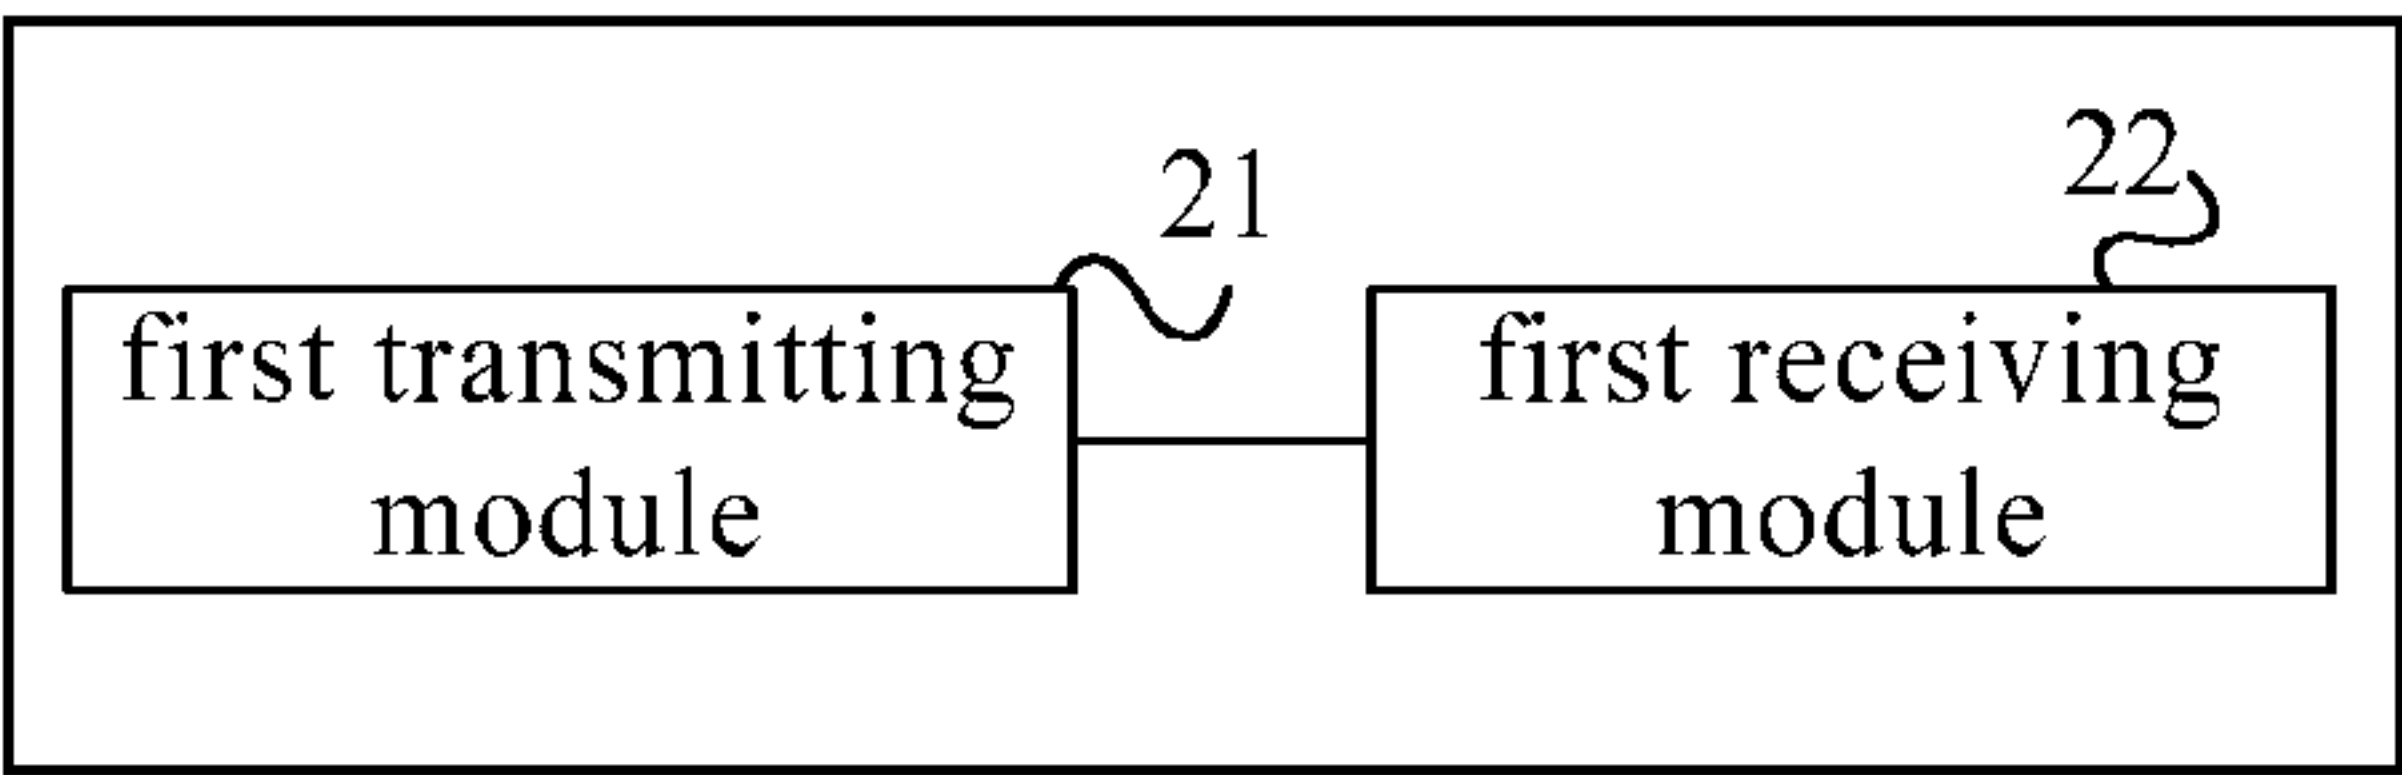 21
22
first transmitting
module
first receiving
module